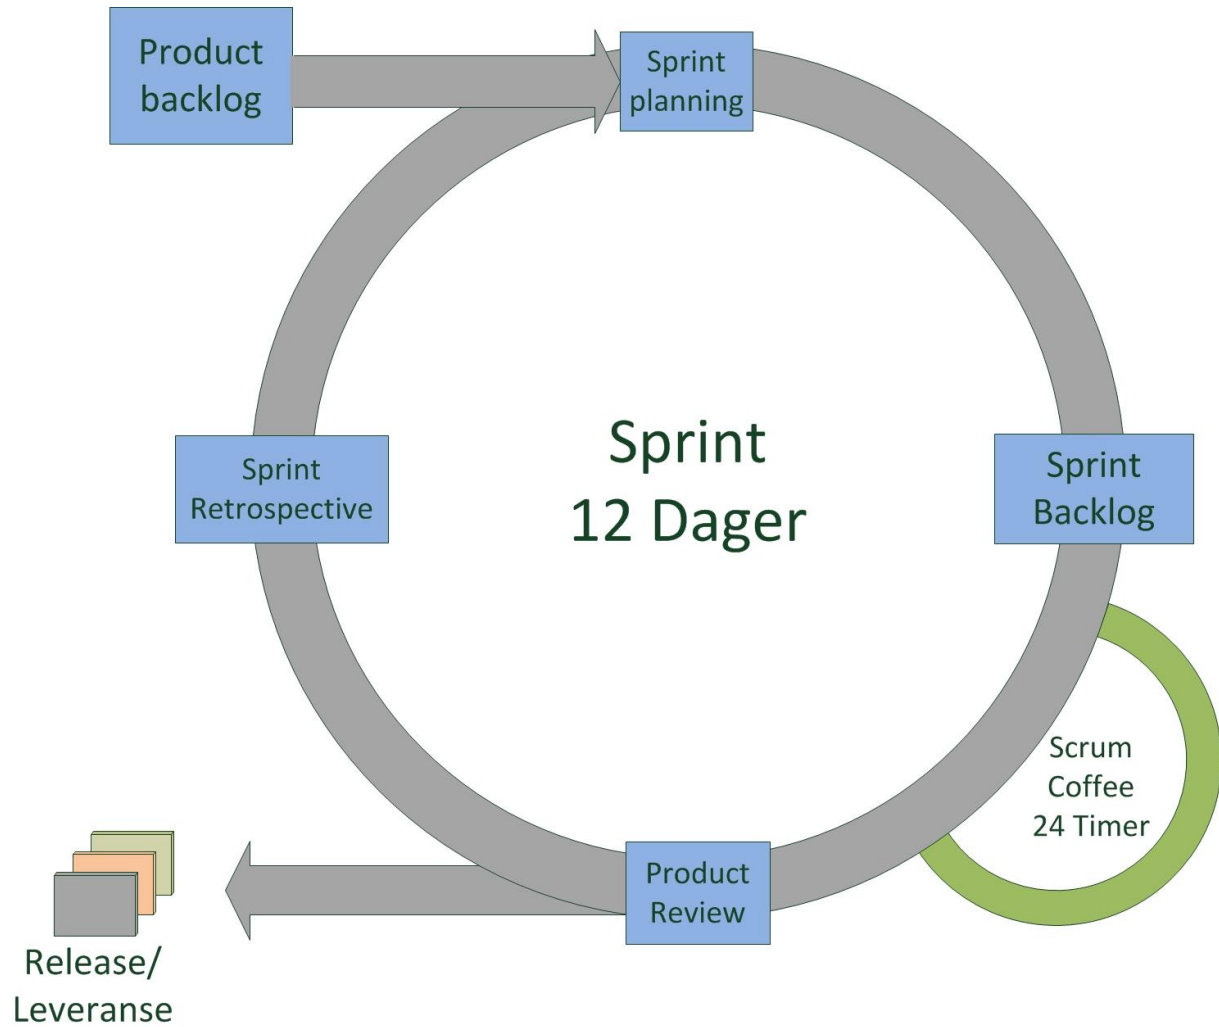 Product
backlog
Sprint
planning
Sprint
Retrospective
Sprint
12 Dager
Sprint
Backlog
Scrum
Coffee
24 Timer
Product
Review
Release/
Leveranse